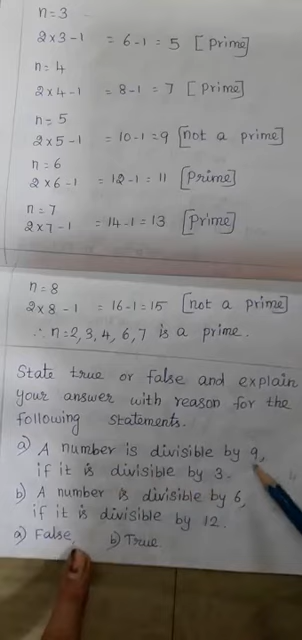 n=3
2×3-1 = 6-1 = 5 [prime]
n=4
2×4-1 = 8-1 = 7 [prime]
n=5
2×5-1 = 10-1 = 9 [not a prime]
n=6
2×6-1 = 12-1 = 11 [prime]
n=7
2×7-1 = 14-1 = 13 [prime]
n=8
2×8-1 = 16-1 = 15 [not a prime]
∴ n=2, 3, 4, 6, 7 is a prime.
State true or false and explain
your answer with reason for the
following statements.
a) A number is divisible by 9,
if it is divisible by 3.
b) A number is divisible by 6,
if it is divisible by 12.
a) False, b) True.